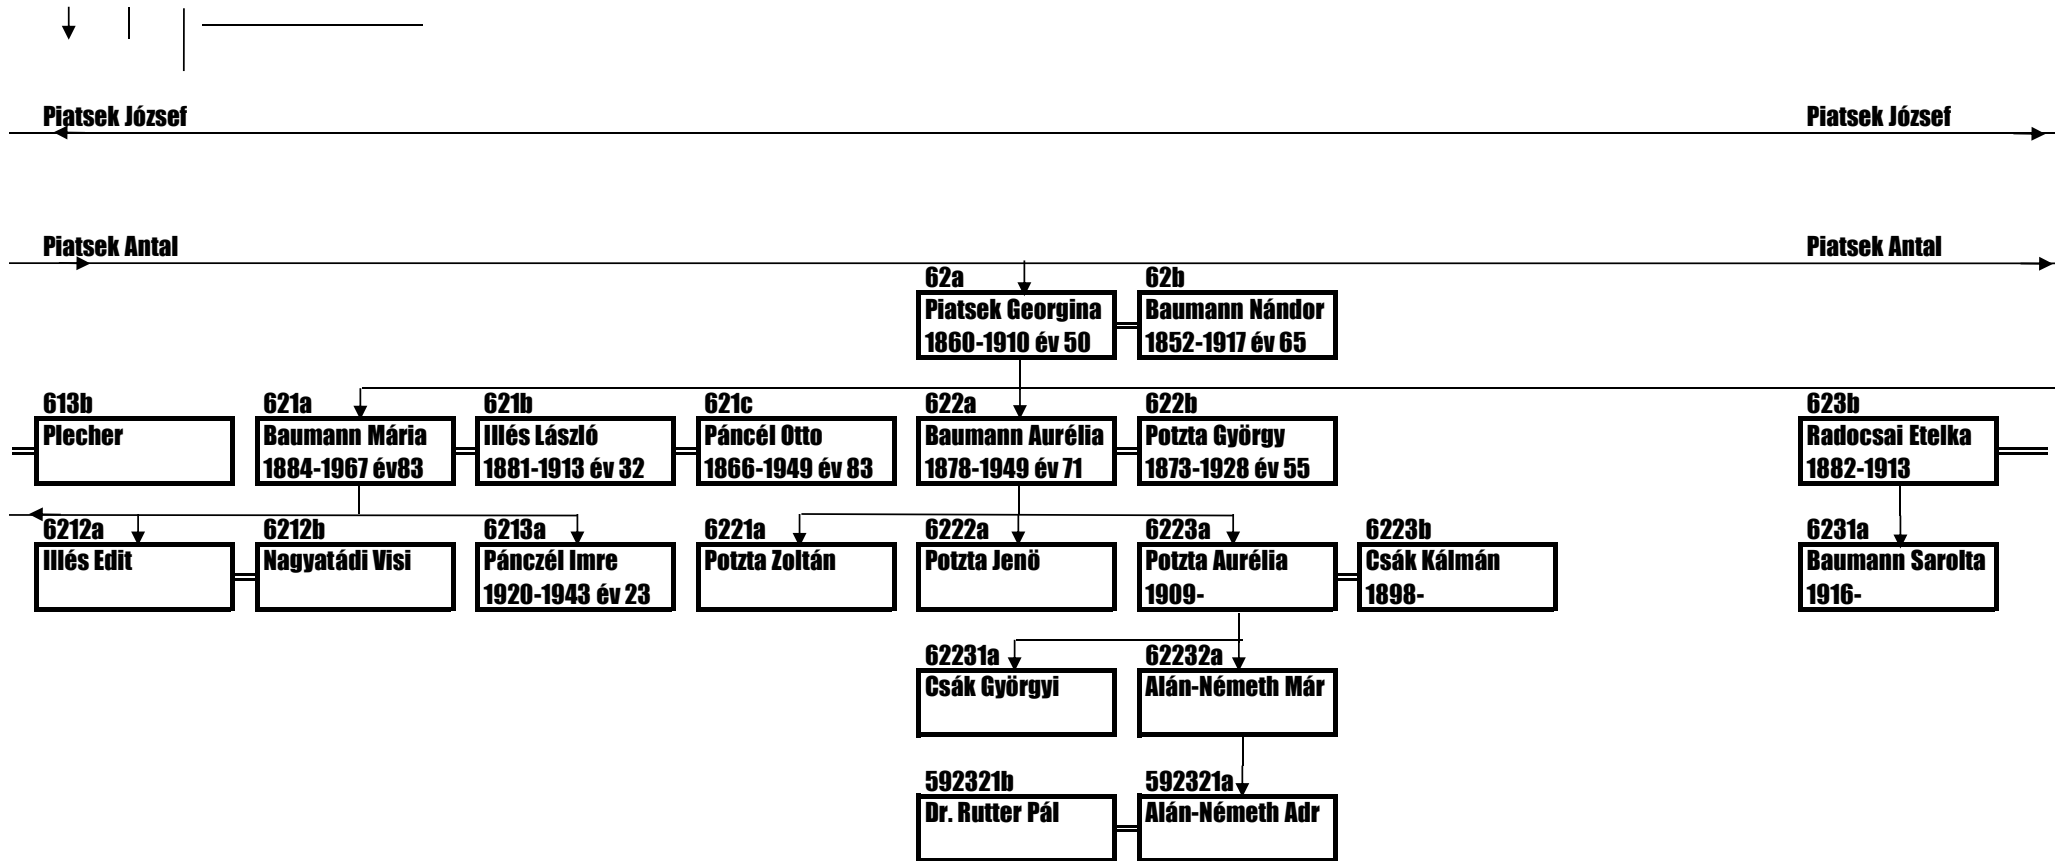 Piatsek József
Piatsek József
Piatsek Antal
Piatsek Antal
62a
Piatsek Georgina
1860-1910 év 50
62b
Baumann Nándor
1852-1917 év 65
613b
Plecher
621a
Baumann Mária
1884-1967 év83
621b
Illés László
1881-1913 év 32
621c
Páncél Otto
1866-1949 év 83
622a
Baumann Aurélia
1878-1949 év 71
622b
Potzta György
1873-1928 év 55
623b
Radocsai Etelka
1882-1913
6212a
Illés Edit
6212b
Nagyatádi Visi
6213a
Pánczél Imre
1920-1943 év 23
6221a
Potzta Zoltán
6222a
Potzta Jenö
6223a
Potzta Aurélia
1909-
6223b
Csák Kálmán
1898-
6231a
Baumann Sarolta
1916-
62231a
Csák Györgyi
62232a
Alán-Németh Már
592321b
Dr. Rutter Pál
592321a
Alán-Németh Adr